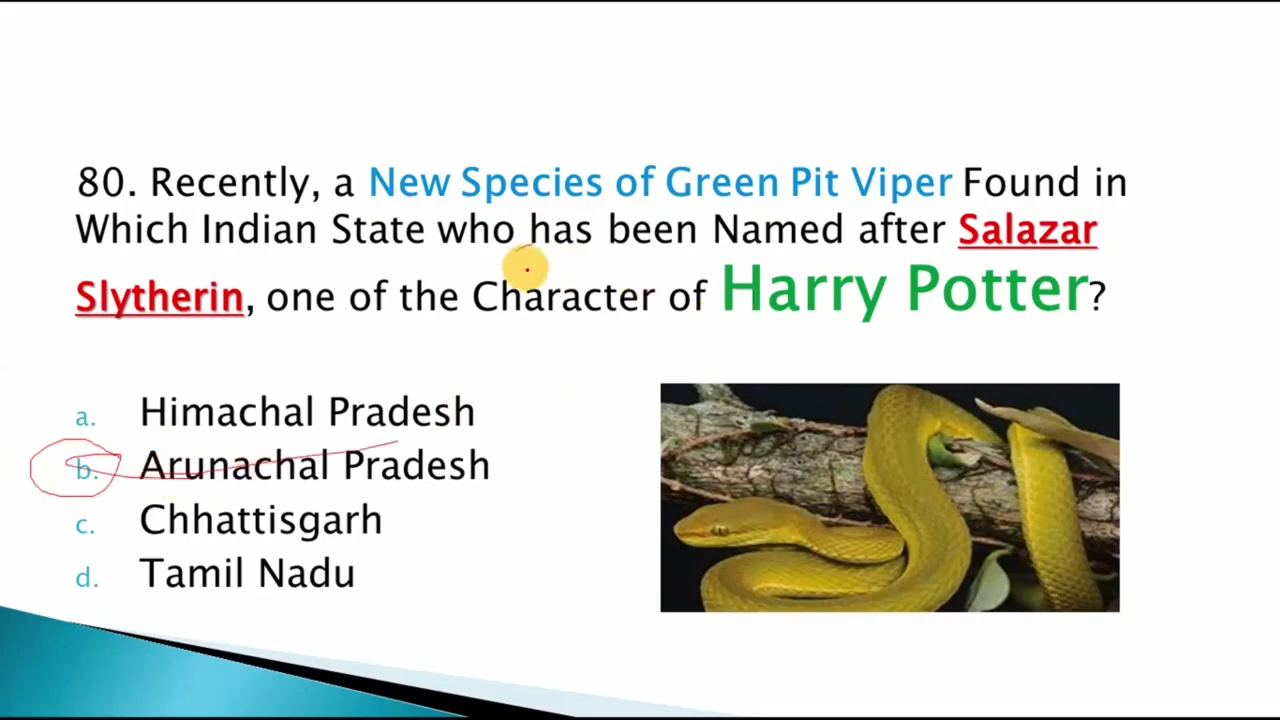 80. Recently, a New Species of Green Pit Viper Found in
Which Indian State who has been Named after Salazar
Slytherin, one of the Character of Harry Potter?
a. Himachal Pradesh
b. Arunachal Pradesh
c. Chhattisgarh
d. Tamil Nadu